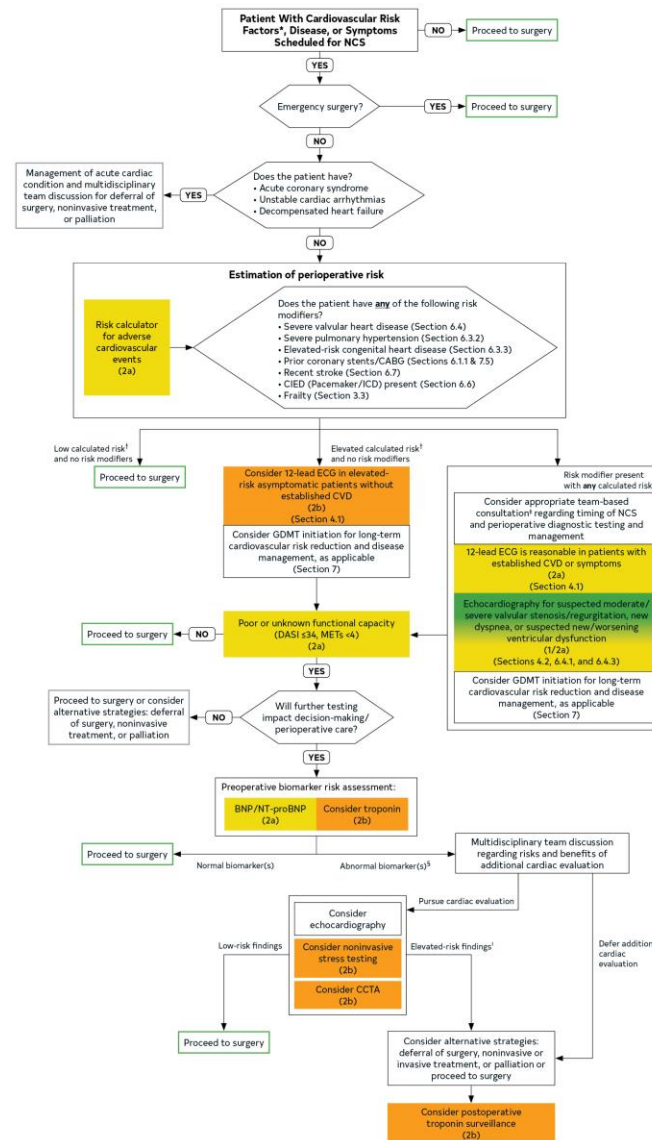 Patient With Cardiovascular Risk
Factors*, Disease, or Symptoms
Scheduled for NCS
NO
Proceed to surgery
YES
Emergency surgery?
YES
Proceed to surgery
NO
Does the patient have?
• Acute coronary syndrome
• Unstable cardiac arrhythmias
• Decompensated heart failure
YES
Management of acute cardiac
condition and multidisciplinary
team discussion for deferral of
surgery, noninvasive treatment,
or palliation
NO
Estimation of perioperative risk
Risk calculator
for adverse
cardiovascular
events
(2a)
Does the patient have any of the following risk
modifiers?
• Severe valvular heart disease (Section 6.4)
• Severe pulmonary hypertension (Section 6.3.2)
• Elevated-risk congenital heart disease (Section 6.3.3)
• Prior coronary stents/CABG (Sections 6.1.1 & 7.5)
• Recent stroke (Section 6.7)
• CIED (Pacemaker/ICD) present (Section 6.6)
• Frailty (Section 3.3)
Low calculated risk†
and no risk modifiers
Proceed to surgery
Elevated calculated risk†
and no risk modifiers
Consider 12-lead ECG in elevated-
risk asymptomatic patients without
established CVD
(2b)
(Section 4.1)
Consider GDMT initiation for long-term
cardiovascular risk reduction and disease
management, as applicable
(Section 7)
Risk modifier present
with any calculated risk
Consider appropriate team-based
consultation‡ regarding timing of NCS
and perioperative diagnostic testing and
management
12-lead ECG is reasonable in patients with
established CVD or symptoms
(2a)
(Section 4.1)
Echocardiography for suspected moderate/
severe valvular stenosis/regurgitation, new
dyspnea, or suspected new/worsening
ventricular dysfunction
(1/2a)
(Sections 4.2, 6.4.1, and 6.4.3)
Consider GDMT initiation for long-term
cardiovascular risk reduction and disease
management, as applicable
(Section 7)
Poor or unknown functional capacity
(DASI ≤34, METs <4)
(2a)
NO
Proceed to surgery
YES
Will further testing
impact decision-making/
perioperative care?
NO
Proceed to surgery or consider
alternative strategies: deferral
of surgery, noninvasive
treatment, or palliation
YES
Preoperative biomarker risk assessment:
BNP/NT-proBNP
(2a)
Consider troponin
(2b)
Normal biomarker(s)
Proceed to surgery
Abnormal biomarker(s)§
Multidisciplinary team discussion
regarding risks and benefits of
additional cardiac evaluation
Pursue cardiac evaluation
Defer addition
cardiac
evaluation
Consider
echocardiography
Consider noninvasive
stress testing
(2b)
Consider CCTA
(2b)
Low-risk findings
Proceed to surgery
Elevated-risk findings
Consider alternative strategies:
deferral of surgery, noninvasive or
invasive treatment, or palliation or
proceed to surgery
Consider postoperative
troponin surveillance
(2b)